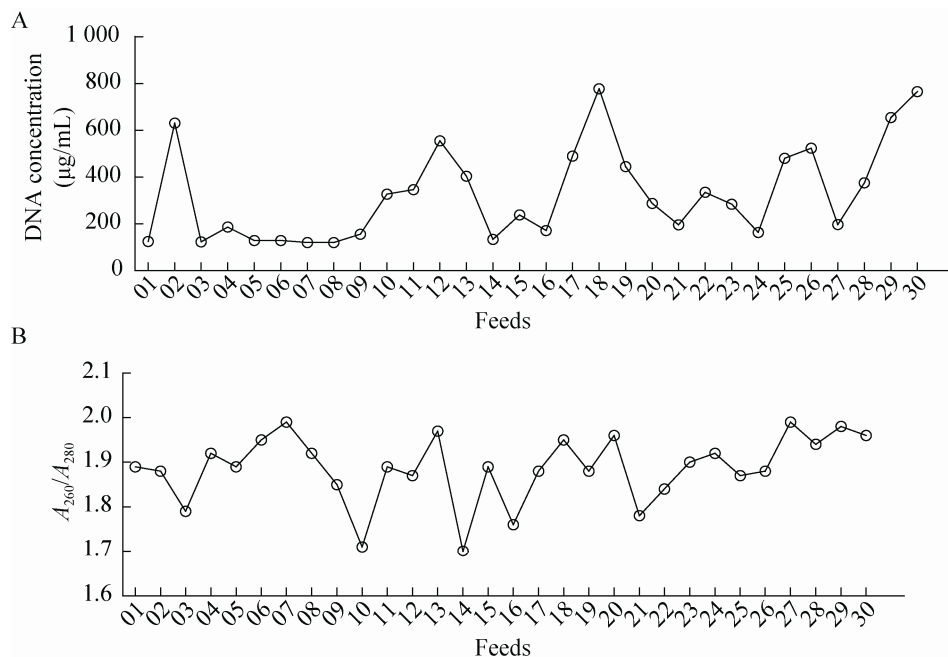 A
1 000
800
600
400
200
0
DNA concentration
(μg/mL)
01 02 03 04 05 06 07 08 09 10 11 12 13 14 15 16 17 18 19 20 21 22 23 24 25 26 27 28 29 30
Feeds
B
2.1
2.0
1.9
1.8
1.7
1.6
A260/A280
01 02 03 04 05 06 07 08 09 10 11 12 13 14 15 16 17 18 19 20 21 22 23 24 25 26 27 28 29 30
Feeds